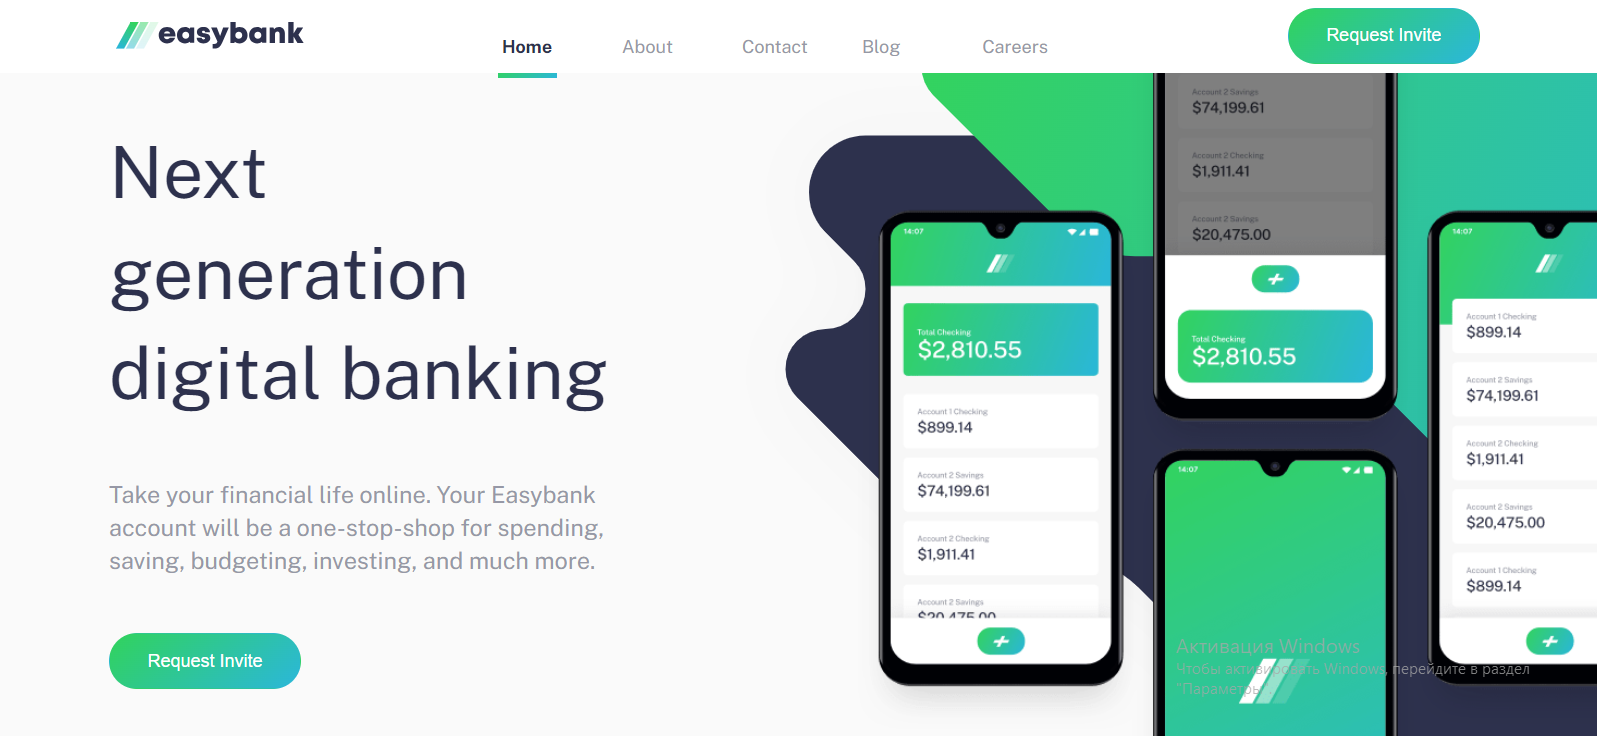 easybank
Home
About
Contact
Blog
Careers
Request Invite
Next
generation
digital banking
Take your financial life online. Your Easybank
account will be a one-stop-shop for spending,
saving, budgeting, investing, and much more.
Request Invite
14:07
Total Checking
$2,810.55
Account 1 Checking
$899.14
Account 2 Savings
$74,199.61
Account 2 Checking
$1,911.41
Account 2 Savings
$20,475.00
Account 2 Savings
$74,199.61
Account 2 Checking
$1,911.41
Account 2 Savings
$20,475.00
Total Checking
$2,810.55
14:07
14:07
Account 1 Checking
$899.14
Account 2 Savings
$74,199.61
Account 2 Checking
$1,911.41
Account 2 Savings
$20,475.00
Account 1 Checking
$899.14
Активация Windows
Чтобы активировать Windows, перейдите в раздел
"Параметры".